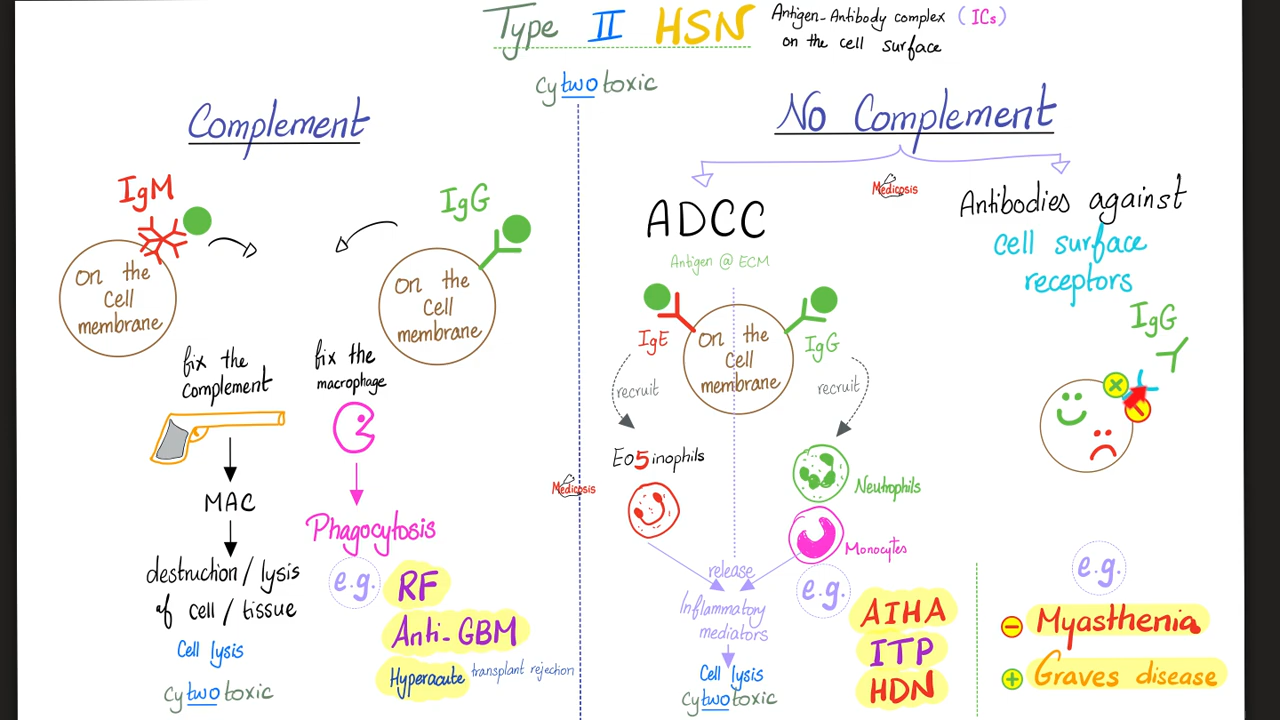 Type II HSN
Antigen-Antibody complex (ICs)
on the cell surface
cytwotoxic
Complement
No Complement
IgM
IgG
on the
Cell
membrane
on the
Cell
membrane
fix the
complement
fix the
macrophage
MAC
destruction/lysis
of cell/tissue
Cell lysis
cytwotoxic
Phagocytosis
e.g.
RF
Anti-GBM
Hyperacute transplant rejection
Medicosis
ADCC
Antigen @ ECM
IgE
IgG
on the
Cell
membrane
recruit
recruit
Eo5inophils
Neutrophils
Monocytes
release
Inflammatory
mediators
Cell lysis
cytwotoxic
e.g.
AIHA
ITP
HDN
Medicosis
Antibodies against
cell surface
receptors
IgG
+
-
e.g.
- Myasthenia
+ Graves disease